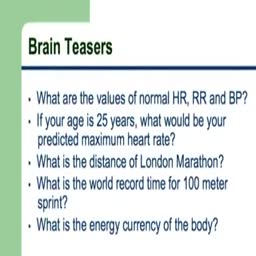 Brain Teasers
• What are the values of normal HR, RR and BP?
• If your age is 25 years, what would be your
predicted maximum heart rate?
• What is the distance of London Marathon?
• What is the world record time for 100 meter
sprint?
• What is the energy currency of the body?